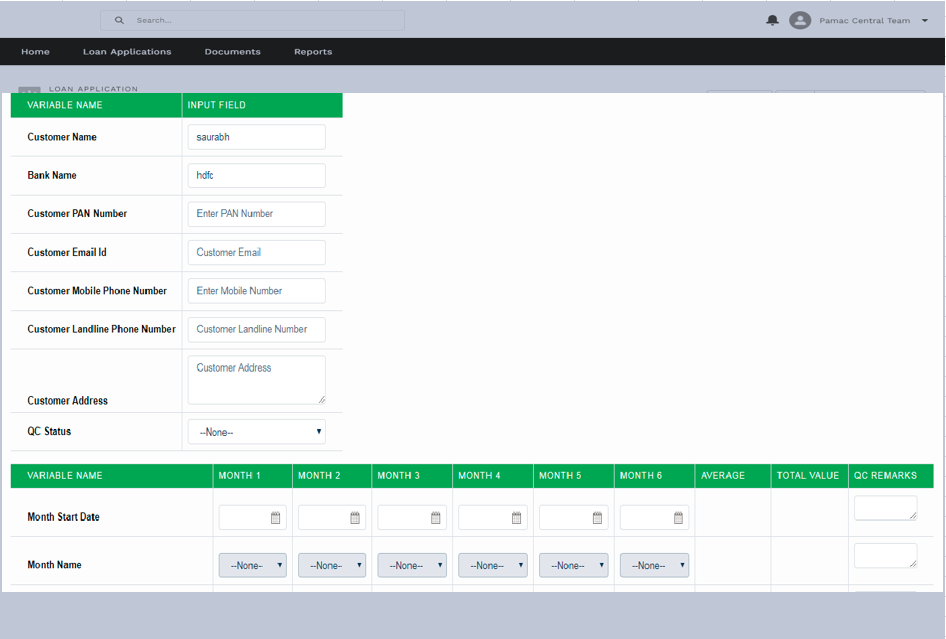 Search...
Pamac Central Team
Home Loan Applications Documents Reports
LOAN APPLICATION
VARIABLE NAME INPUT FIELD
Customer Name saurabh
Bank Name hdfc
Customer PAN Number Enter PAN Number
Customer Email Id Customer Email
Customer Mobile Phone Number Enter Mobile Number
Customer Landline Phone Number Customer Landline Number
Customer Address
Customer Address
QC Status --None--
VARIABLE NAME MONTH 1 MONTH 2 MONTH 3 MONTH 4 MONTH 5 MONTH 6 AVERAGE TOTAL VALUE QC REMARKS
Month Start Date
Month Name --None- --None-- --None-- --None-- --None-- --None--